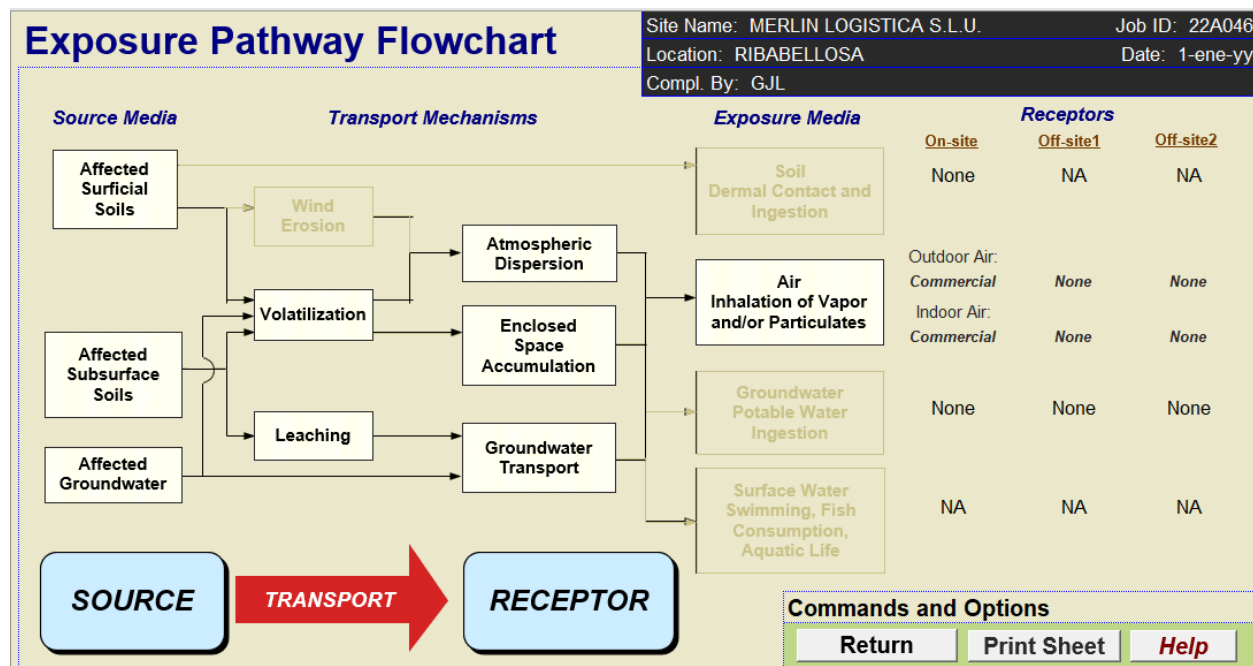 Exposure Pathway Flowchart
Site Name: MERLIN LOGISTICA S.L.U. Job ID: 22A046
Location: RIBABELLOSA Date: 1-ene-yy
Compl. By: GJL
Source Media
Transport Mechanisms
Exposure Media
Receptors
On-site Off-site1 Off-site2
Affected
Surficial
Soils
Wind
Erosion
Soil
Dermal Contact and
Ingestion
None NA NA
Atmospheric
Dispersion
Volatilization
Air
Inhalation of Vapor
and/or Particulates
Outdoor Air:
Commercial None None
Indoor Air:
Commercial None None
Affected
Subsurface
Soils
Enclosed
Space
Accumulation
Groundwater
Potable Water
Ingestion
None None None
Leaching
Affected
Groundwater
Groundwater
Transport
Surface Water
Swimming, Fish
Consumption,
Aquatic Life
NA NA NA
SOURCE
TRANSPORT
RECEPTOR
Commands and Options
Return Print Sheet Help